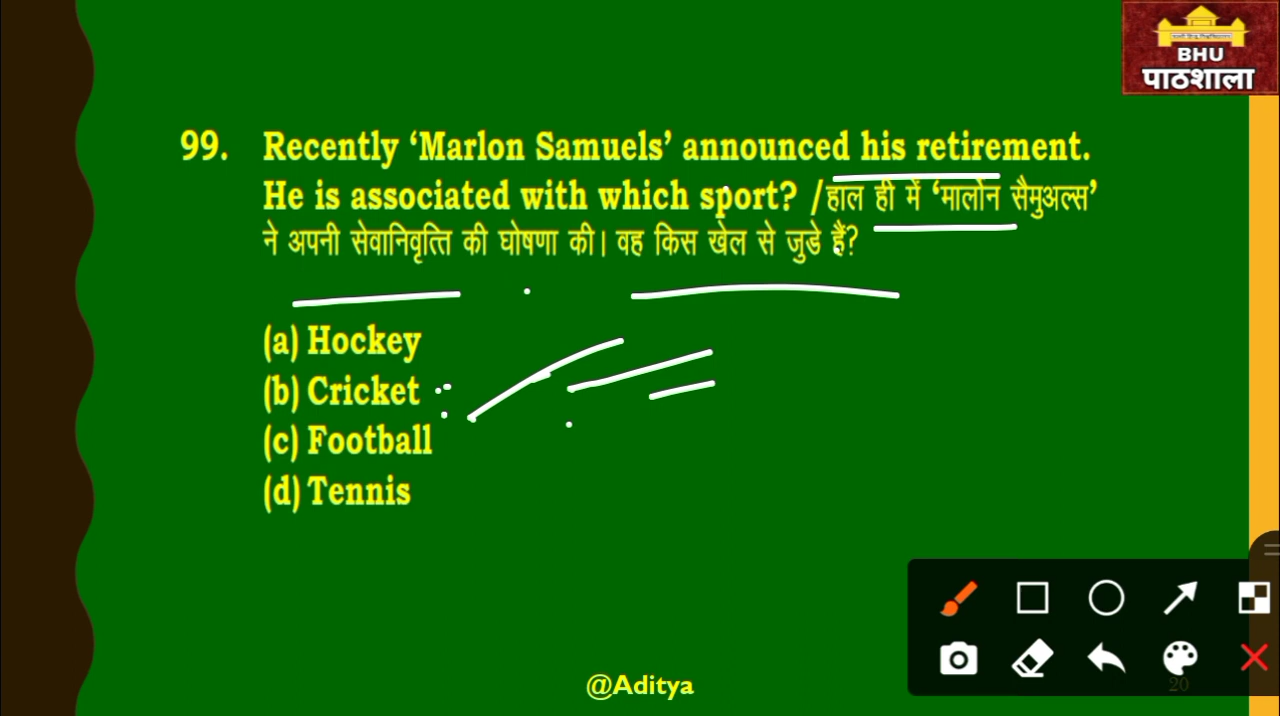 BHU
पाठशाला
99. Recently ‘Marlon Samuels’ announced his retirement.
He is associated with which sport? /हाल ही में ‘मार्लोन सैमुअल्स’
ने अपनी सेवानिवृत्ति की घोषणा की। वह किस खेल से जुडे हैं?
(a) Hockey
(b) Cricket
(c) Football
(d) Tennis
@Aditya
20